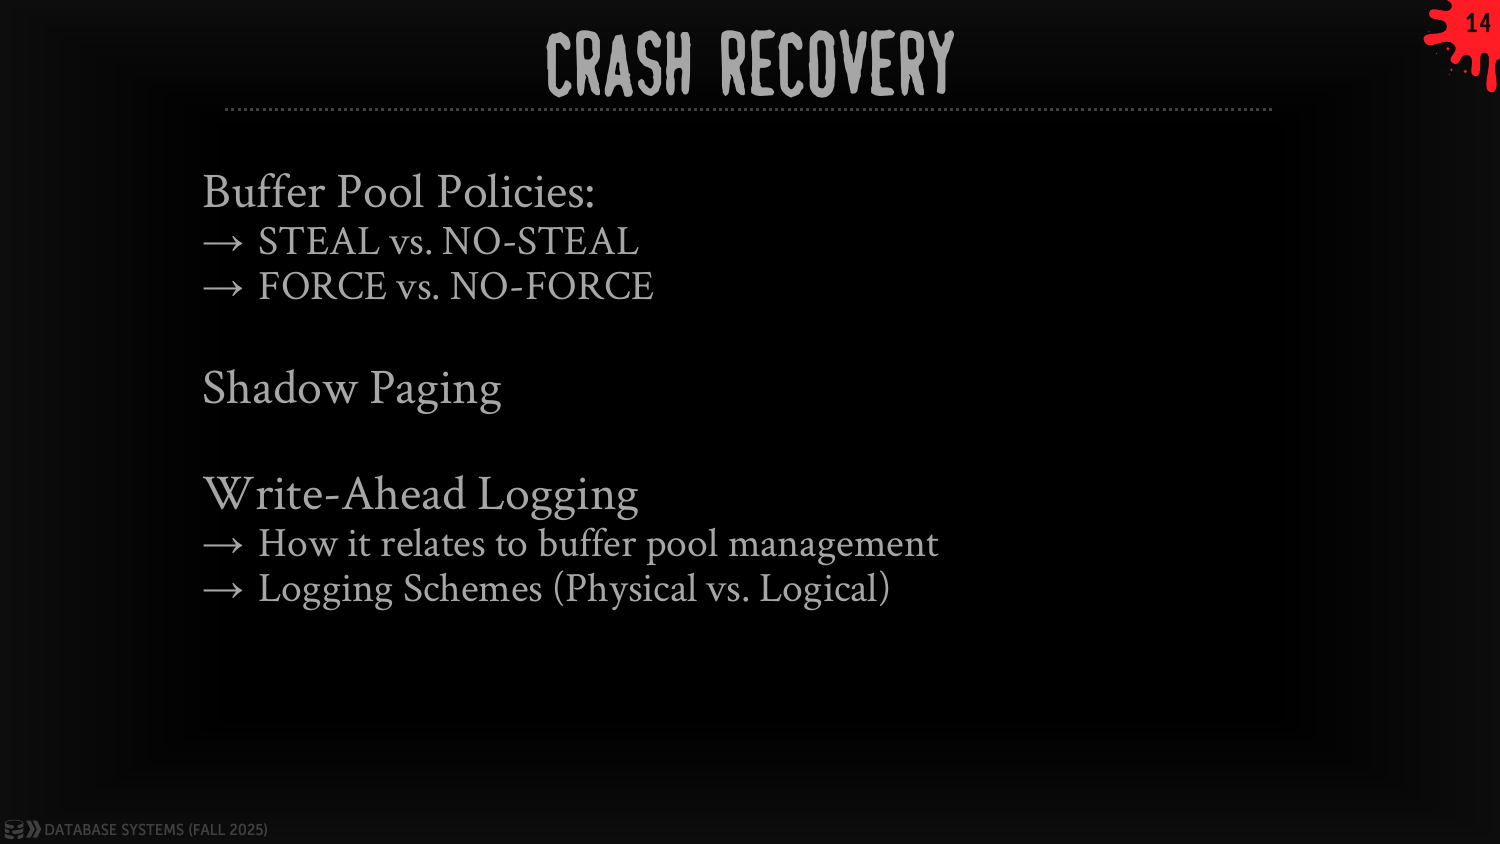 14
CRASH RECOVERY
Buffer Pool Policies:
→ STEAL vs. NO-STEAL
→ FORCE vs. NO-FORCE
Shadow Paging
Write-Ahead Logging
→ How it relates to buffer pool management
→ Logging Schemes (Physical vs. Logical)
DATABASE SYSTEMS (FALL 2025)